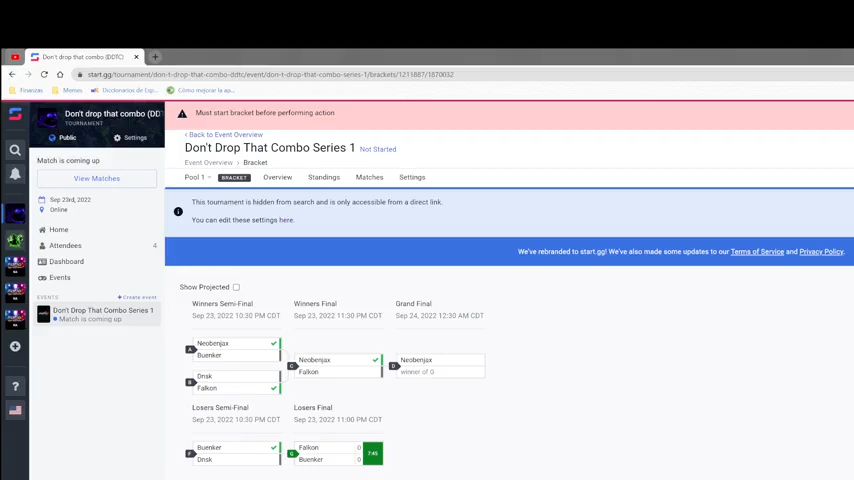 Don't drop that combo (DDTC)
start.gg/tournament/don-t-drop-that-combo-ddtc/event/don-t-drop-that-combo-series-1/brackets/1211887/1870032
Finanzas
Memes
Diccionarios de Esp...
Cómo mejorar la ap...
Don't drop that combo (DDT
TOURNAMENT
Public
Settings
Match is coming up
View Matches
Sep 23rd, 2022
Online
Home
Attendees 4
Dashboard
Events
EVENTS
+ Create event
Don't Drop That Combo Series 1
Match is coming up
Must start bracket before performing action
‹ Back to Event Overview
Don't Drop That Combo Series 1 Not Started
Event Overview > Bracket
Pool 1 BRACKET Overview Standings Matches Settings
This tournament is hidden from search and is only accessible from a direct link.
You can edit these settings here.
We've rebranded to start.gg! We've also made some updates to our Terms of Service and Privacy Policy.
Show Projected
Winners Semi-Final Winners Final Grand Final
Sep 23, 2022 10:30 PM CDT Sep 23, 2022 11:30 PM CDT Sep 24, 2022 12:30 AM CDT
A
Neobenjax
Buenker
B
Dnsk
Falkon
C
Neobenjax
Falkon
D
Neobenjax
winner of G
Losers Semi-Final Losers Final
Sep 23, 2022 10:30 PM CDT Sep 23, 2022 11:00 PM CDT
F
Buenker
Dnsk
G
Falkon 0
Buenker 0
7:45